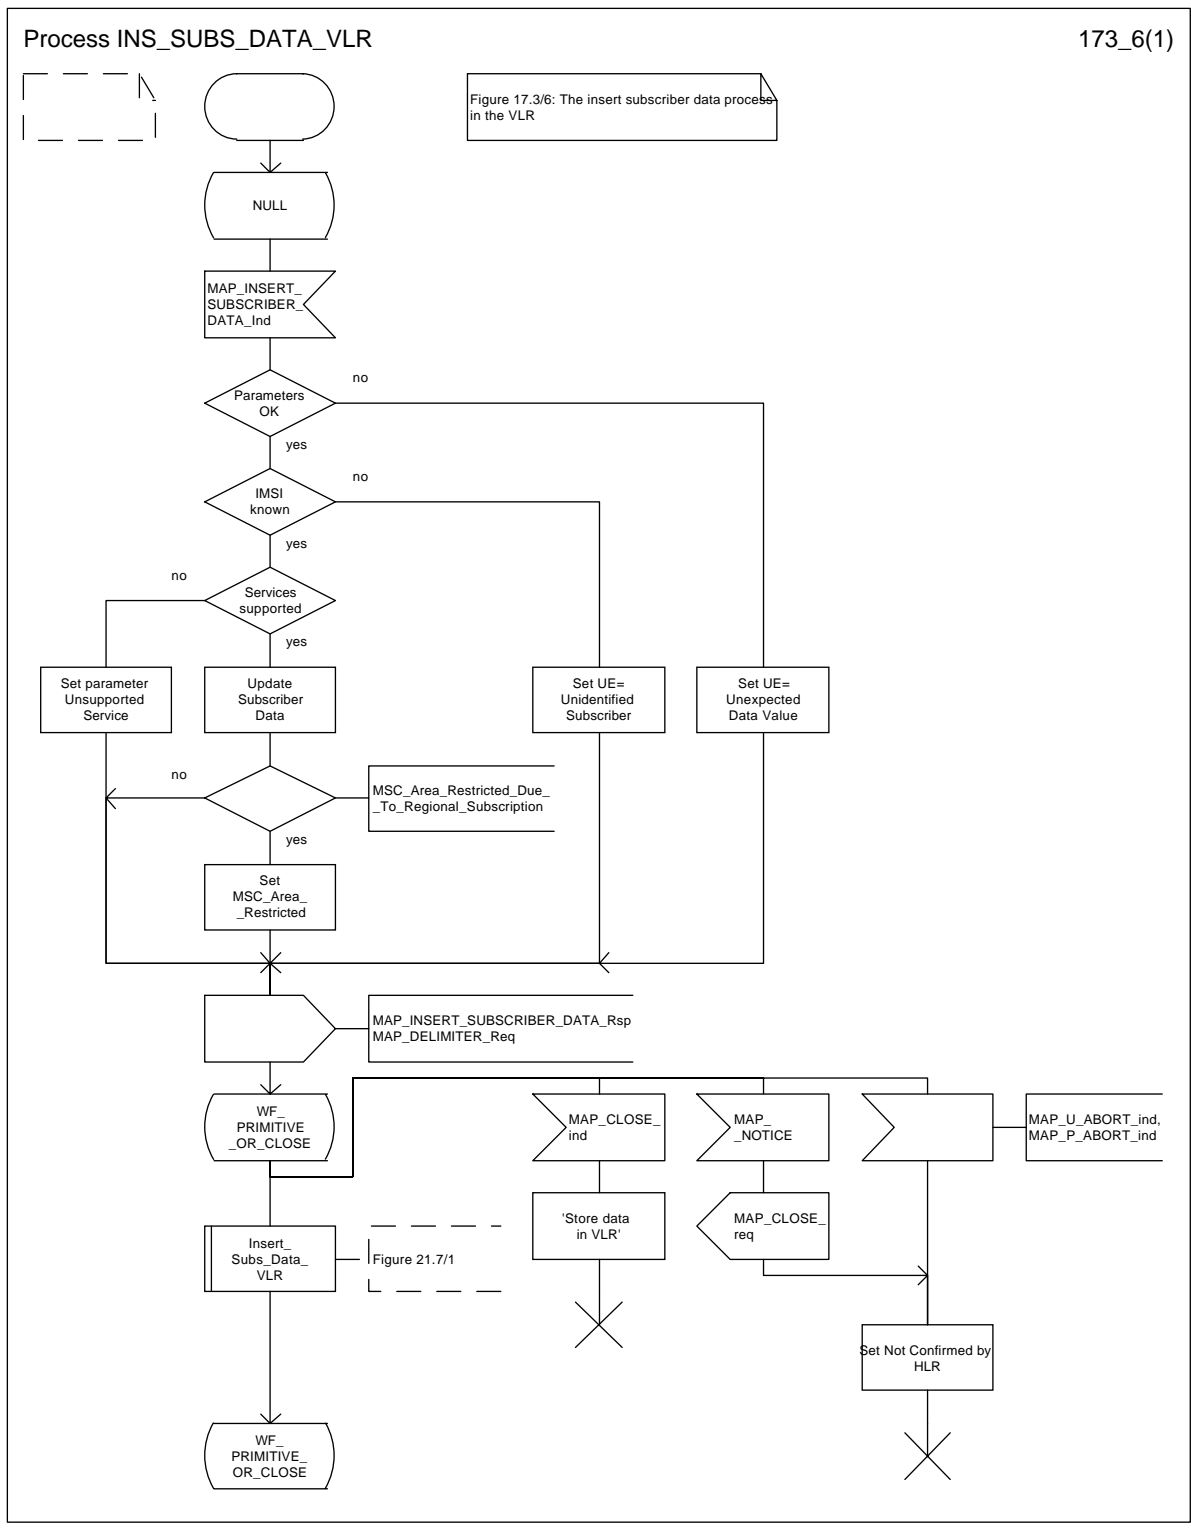 Process INS_SUBS_DATA_VLR
173_6(1)
Figure 17.3/6: The insert subscriber data process
in the VLR
NULL
MAP_INSERT_
SUBSCRIBER_
DATA_Ind
no
Parameters
OK
yes
no
IMSI
known
yes
no
Services
supported
yes
Set parameter
Unsupported
Service
Update
Subscriber
Data
Set UE=
Unidentified
Subscriber
Set UE=
Unexpected
Data Value
no
MSC_Area_Restricted_Due_
_To_Regional_Subscription
yes
Set
MSC_Area_
_Restricted
MAP_INSERT_SUBSCRIBER_DATA_Rsp
MAP_DELIMITER_Req
WF_
PRIMITIVE
_OR_CLOSE
MAP_CLOSE_
ind
MAP_
_NOTICE
MAP_U_ABORT_ind,
MAP_P_ABORT_ind
'Store data
in VLR'
MAP_CLOSE_
req
Insert_
Subs_Data_
VLR
Figure 21.7/1
Set Not Confirmed by
HLR
WF_
PRIMITIVE_
OR_CLOSE